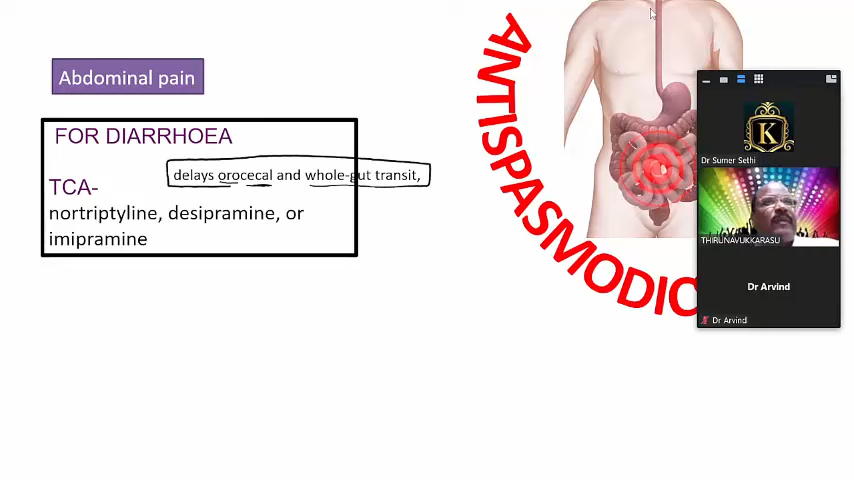 Abdominal pain
FOR DIARRHOEA
delays orocecal and whole-gut transit,
TCA-
nortriptyline, desipramine, or
imipramine
ANTISPASMODIC
K
Dr Sumer Sethi
THIRUNAVUKKARASU
Dr Arvind
Dr Arvind